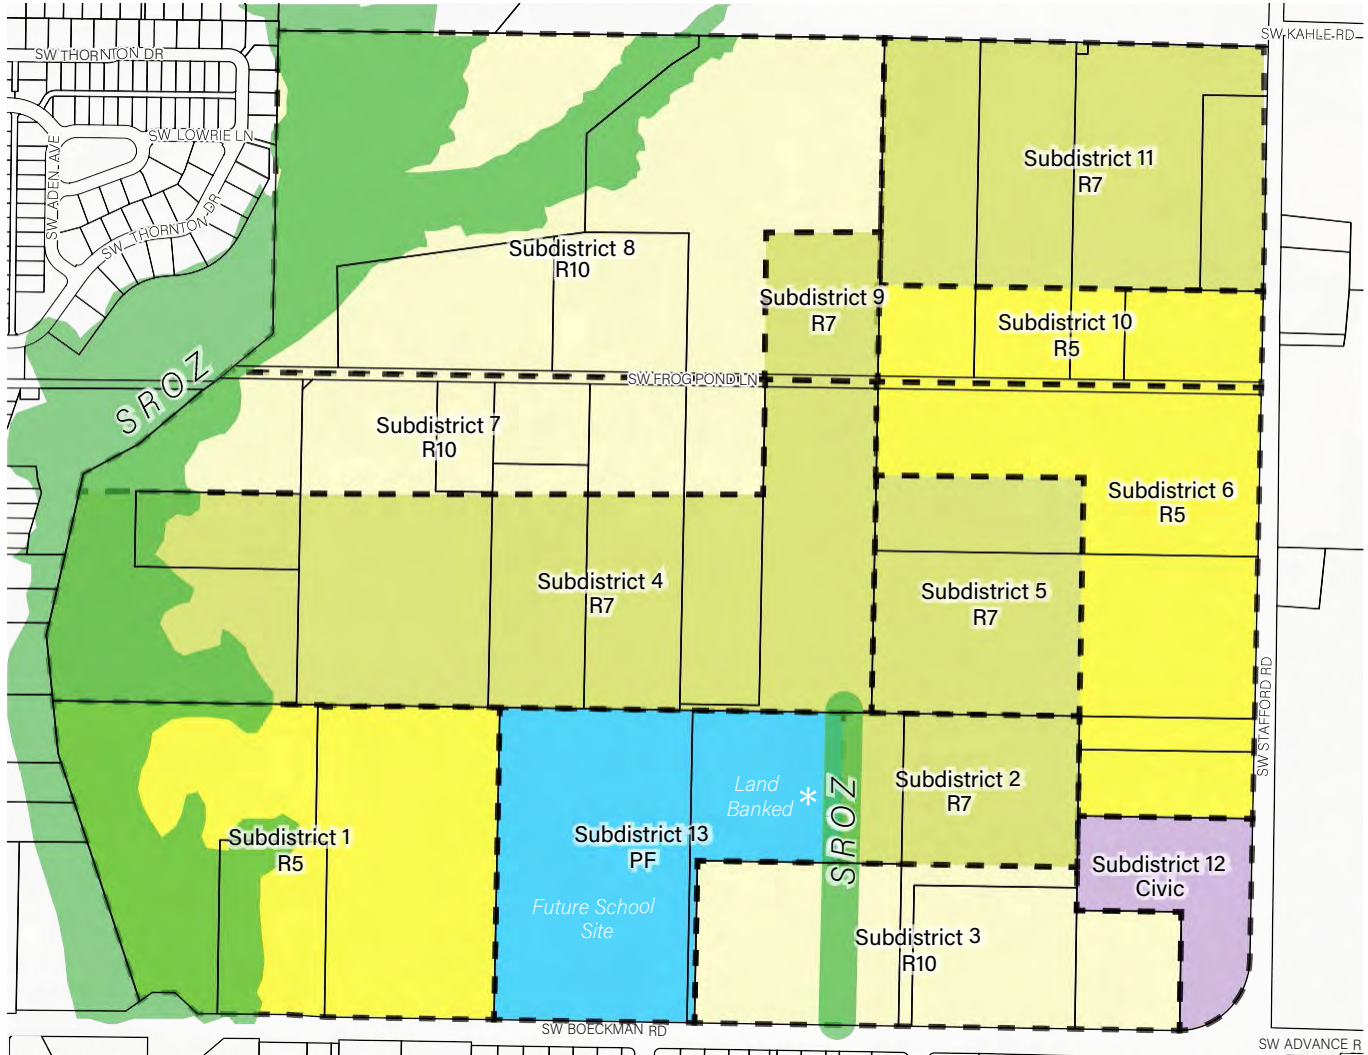 SW KAHLE RD
SW THORNTON DR
SW LOWRIE LN
SW ADEN AVE
SW THORNTON DR
Subdistrict 11
R7
Subdistrict 8
R10
Subdistrict 9
R7
Subdistrict 10
R5
SW FROG POND LN
SROZ
Subdistrict 7
R10
Subdistrict 6
R5
Subdistrict 4
R7
Subdistrict 5
R7
SW STAFFORD RD
Land
Banked *
SROZ
Subdistrict 2
R7
Subdistrict 1
R5
Subdistrict 13
PF
Subdistrict 12
Civic
Future School
Site
Subdistrict 3
R10
SW BOECKMAN RD
SW ADVANCE R